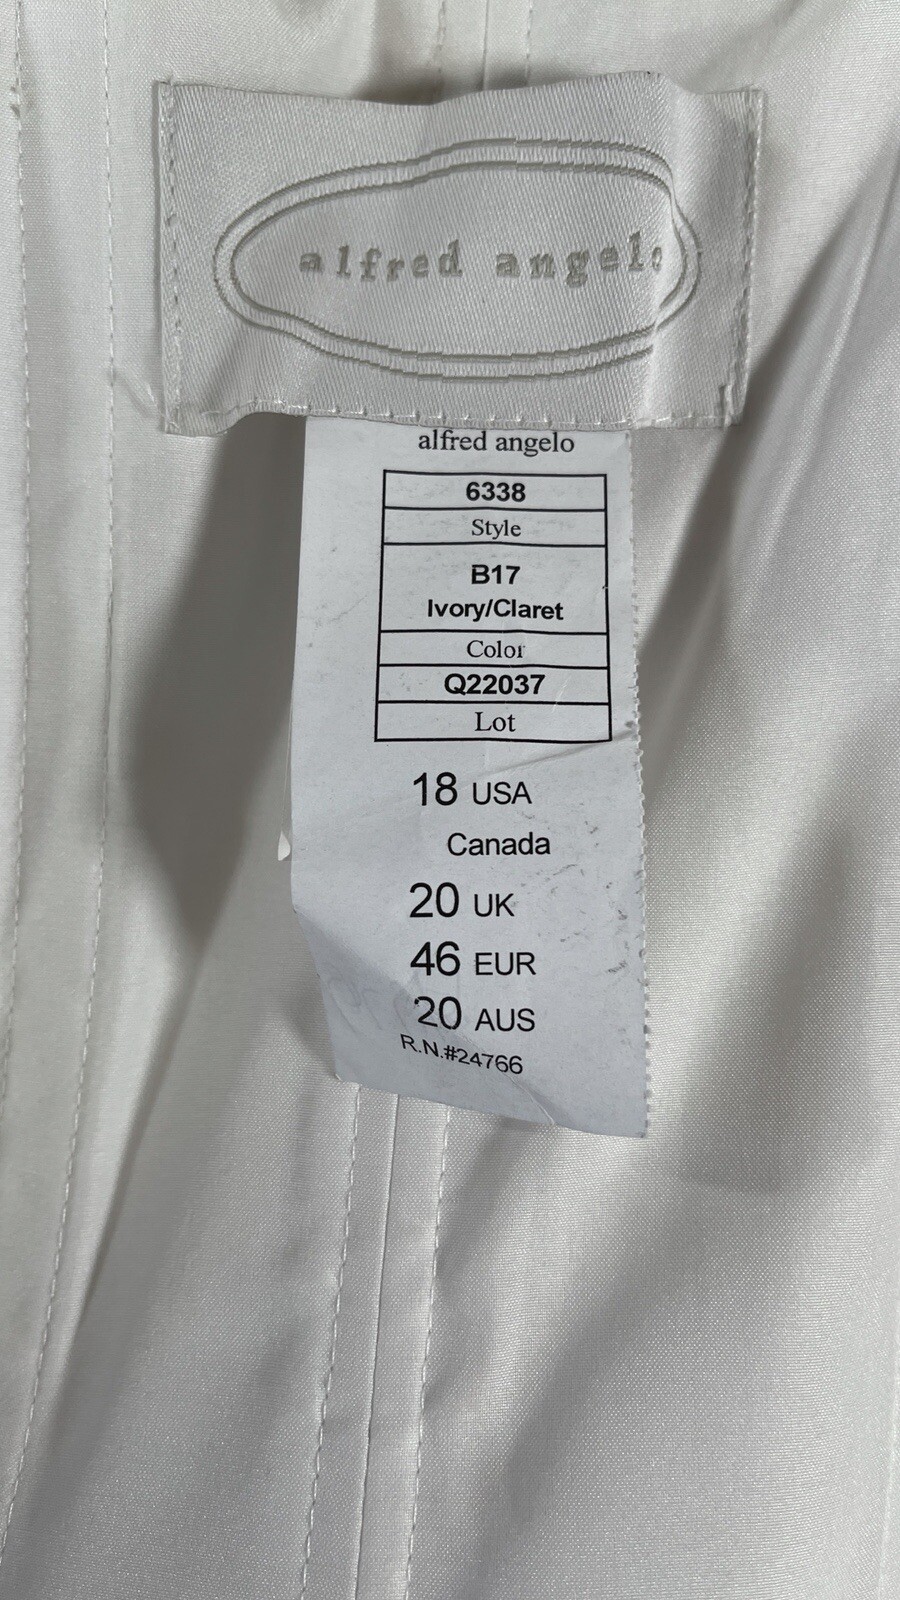 alfred angelo
alfred angelo
6338
Style
B17
Ivory/Claret
Color
Q22037
Lot
18 USA
Canada
20 UK
46 EUR
20 AUS
R.N.#24766